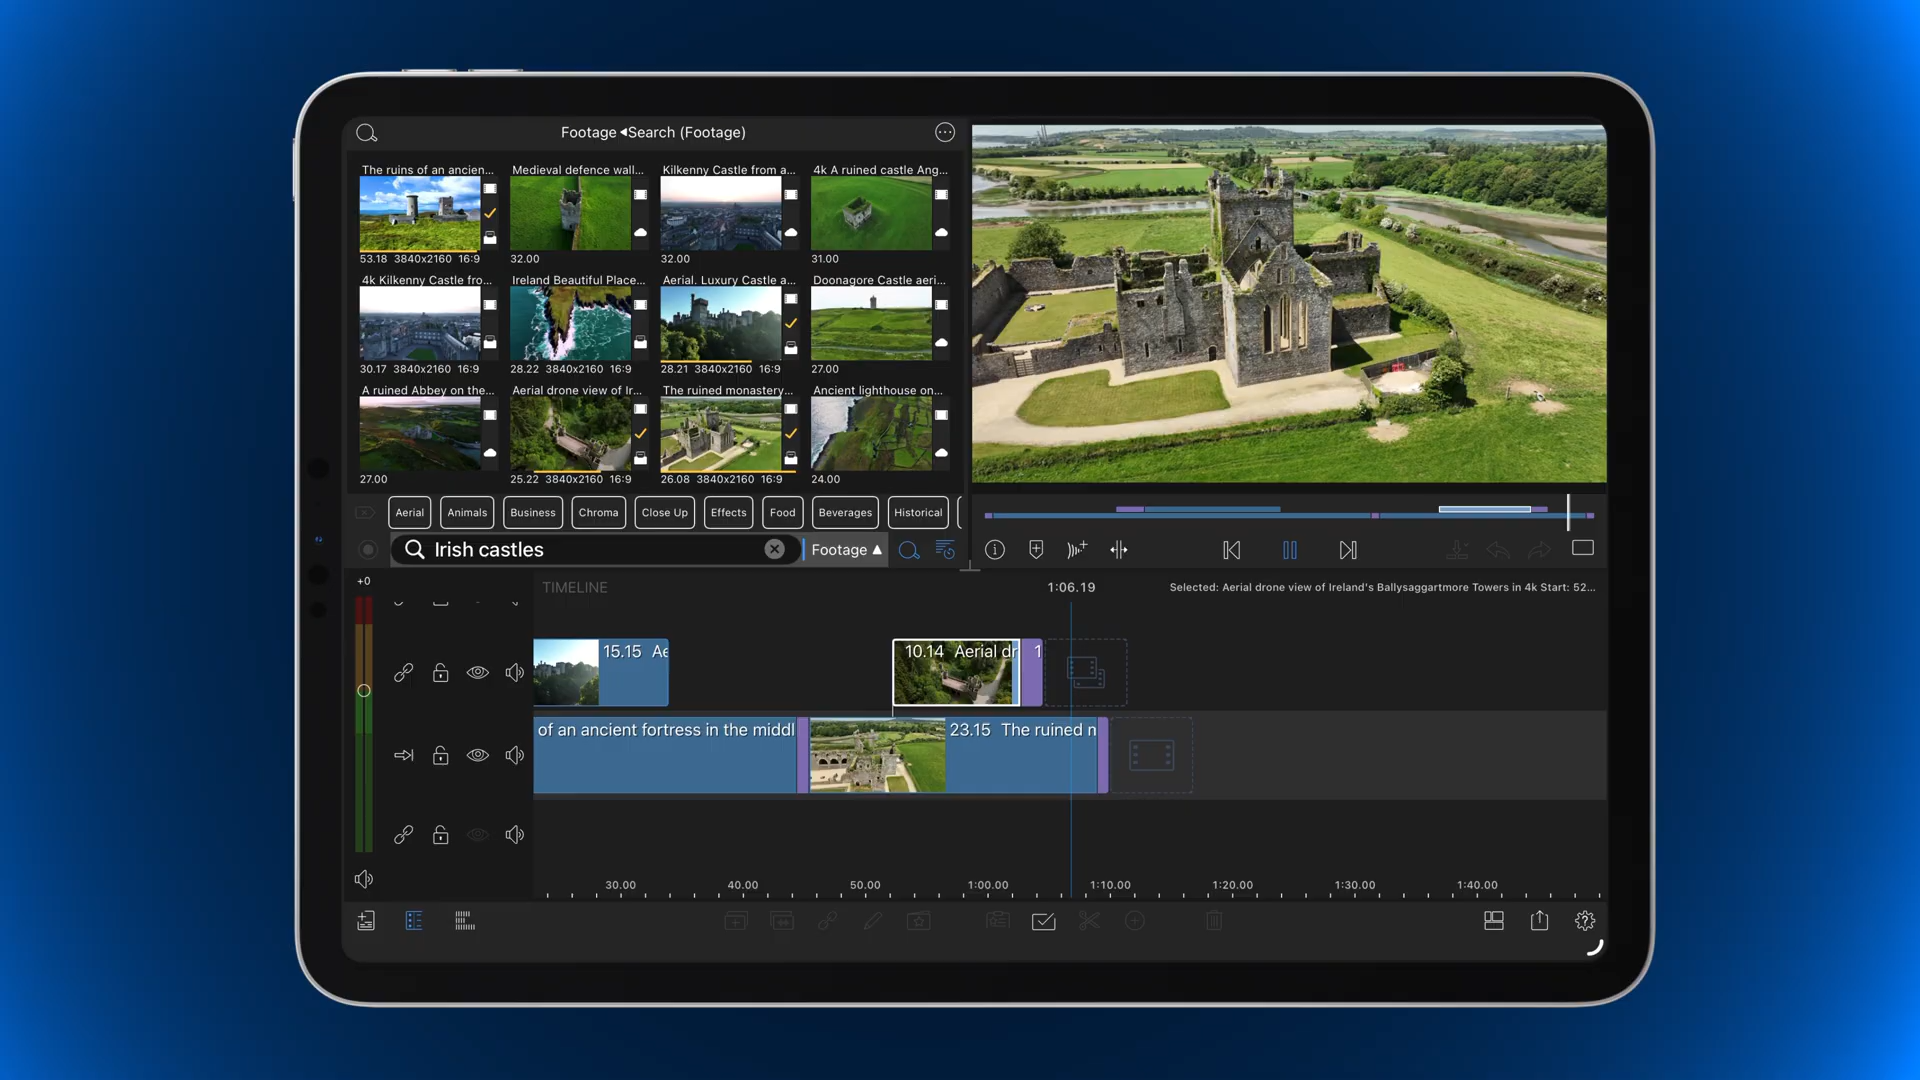 Footage ◂Search (Footage)
The ruins of an ancien...
Medieval defence wall...
Kilkenny Castle from a...
4k A ruined castle Ang...
53.18 3840x2160 16:9
32.00
32.00
31.00
4k Kilkenny Castle fro...
Ireland Beautiful Place...
Aerial. Luxury Castle a...
Doonagore Castle aeri...
30.17 3840x2160 16:9
28.22 3840x2160 16:9
28.21 3840x2160 16:9
27.00
A ruined Abbey on the...
Aerial drone view of Ir...
The ruined monastery...
Ancient lighthouse on...
27.00
25.22 3840x2160 16:9
26.08 3840x2160 16:9
24.00
Aerial
Animals
Business
Chroma
Close Up
Effects
Food
Beverages
Historical
Irish castles
Footage ▲
+0
TIMELINE
1:06.19
Selected: Aerial drone view of Ireland's Ballysaggartmore Towers in 4k Start: 52...
15.15 Ae
10.14 Aerial dr
1
of an ancient fortress in the middl
23.15 The ruined n
30.00
40.00
50.00
1:00.00
1:10.00
1:20.00
1:30.00
1:40.00